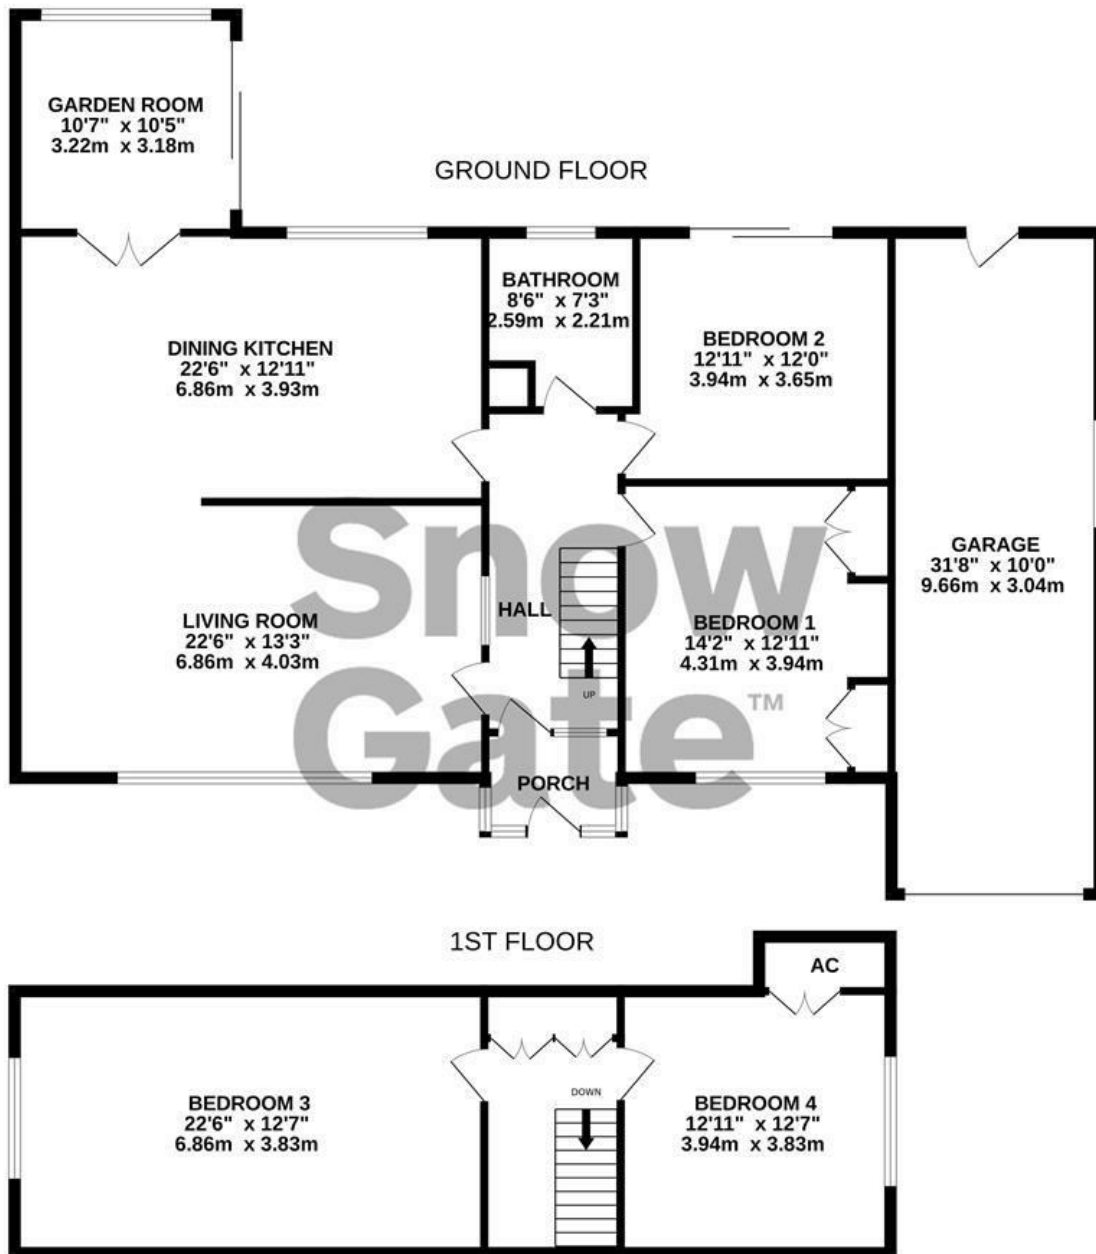 GARDEN ROOM
10'7" x 10'5"
3.22m x 3.18m
GROUND FLOOR
BATHROOM
8'6" x 7'3"
2.59m x 2.21m
DINING KITCHEN
22'6" x 12'11"
6.86m x 3.93m
BEDROOM 2
12'11" x 12'0"
3.94m x 3.65m
Snow
Gate™
GARAGE
31'8" x 10'0"
9.66m x 3.04m
HALL
LIVING ROOM
22'6" x 13'3"
6.86m x 4.03m
BEDROOM 1
14'2" x 12'11"
4.31m x 3.94m
UP
PORCH
1ST FLOOR
AC
DOWN
BEDROOM 3
22'6" x 12'7"
6.86m x 3.83m
BEDROOM 4
12'11" x 12'7"
3.94m x 3.83m